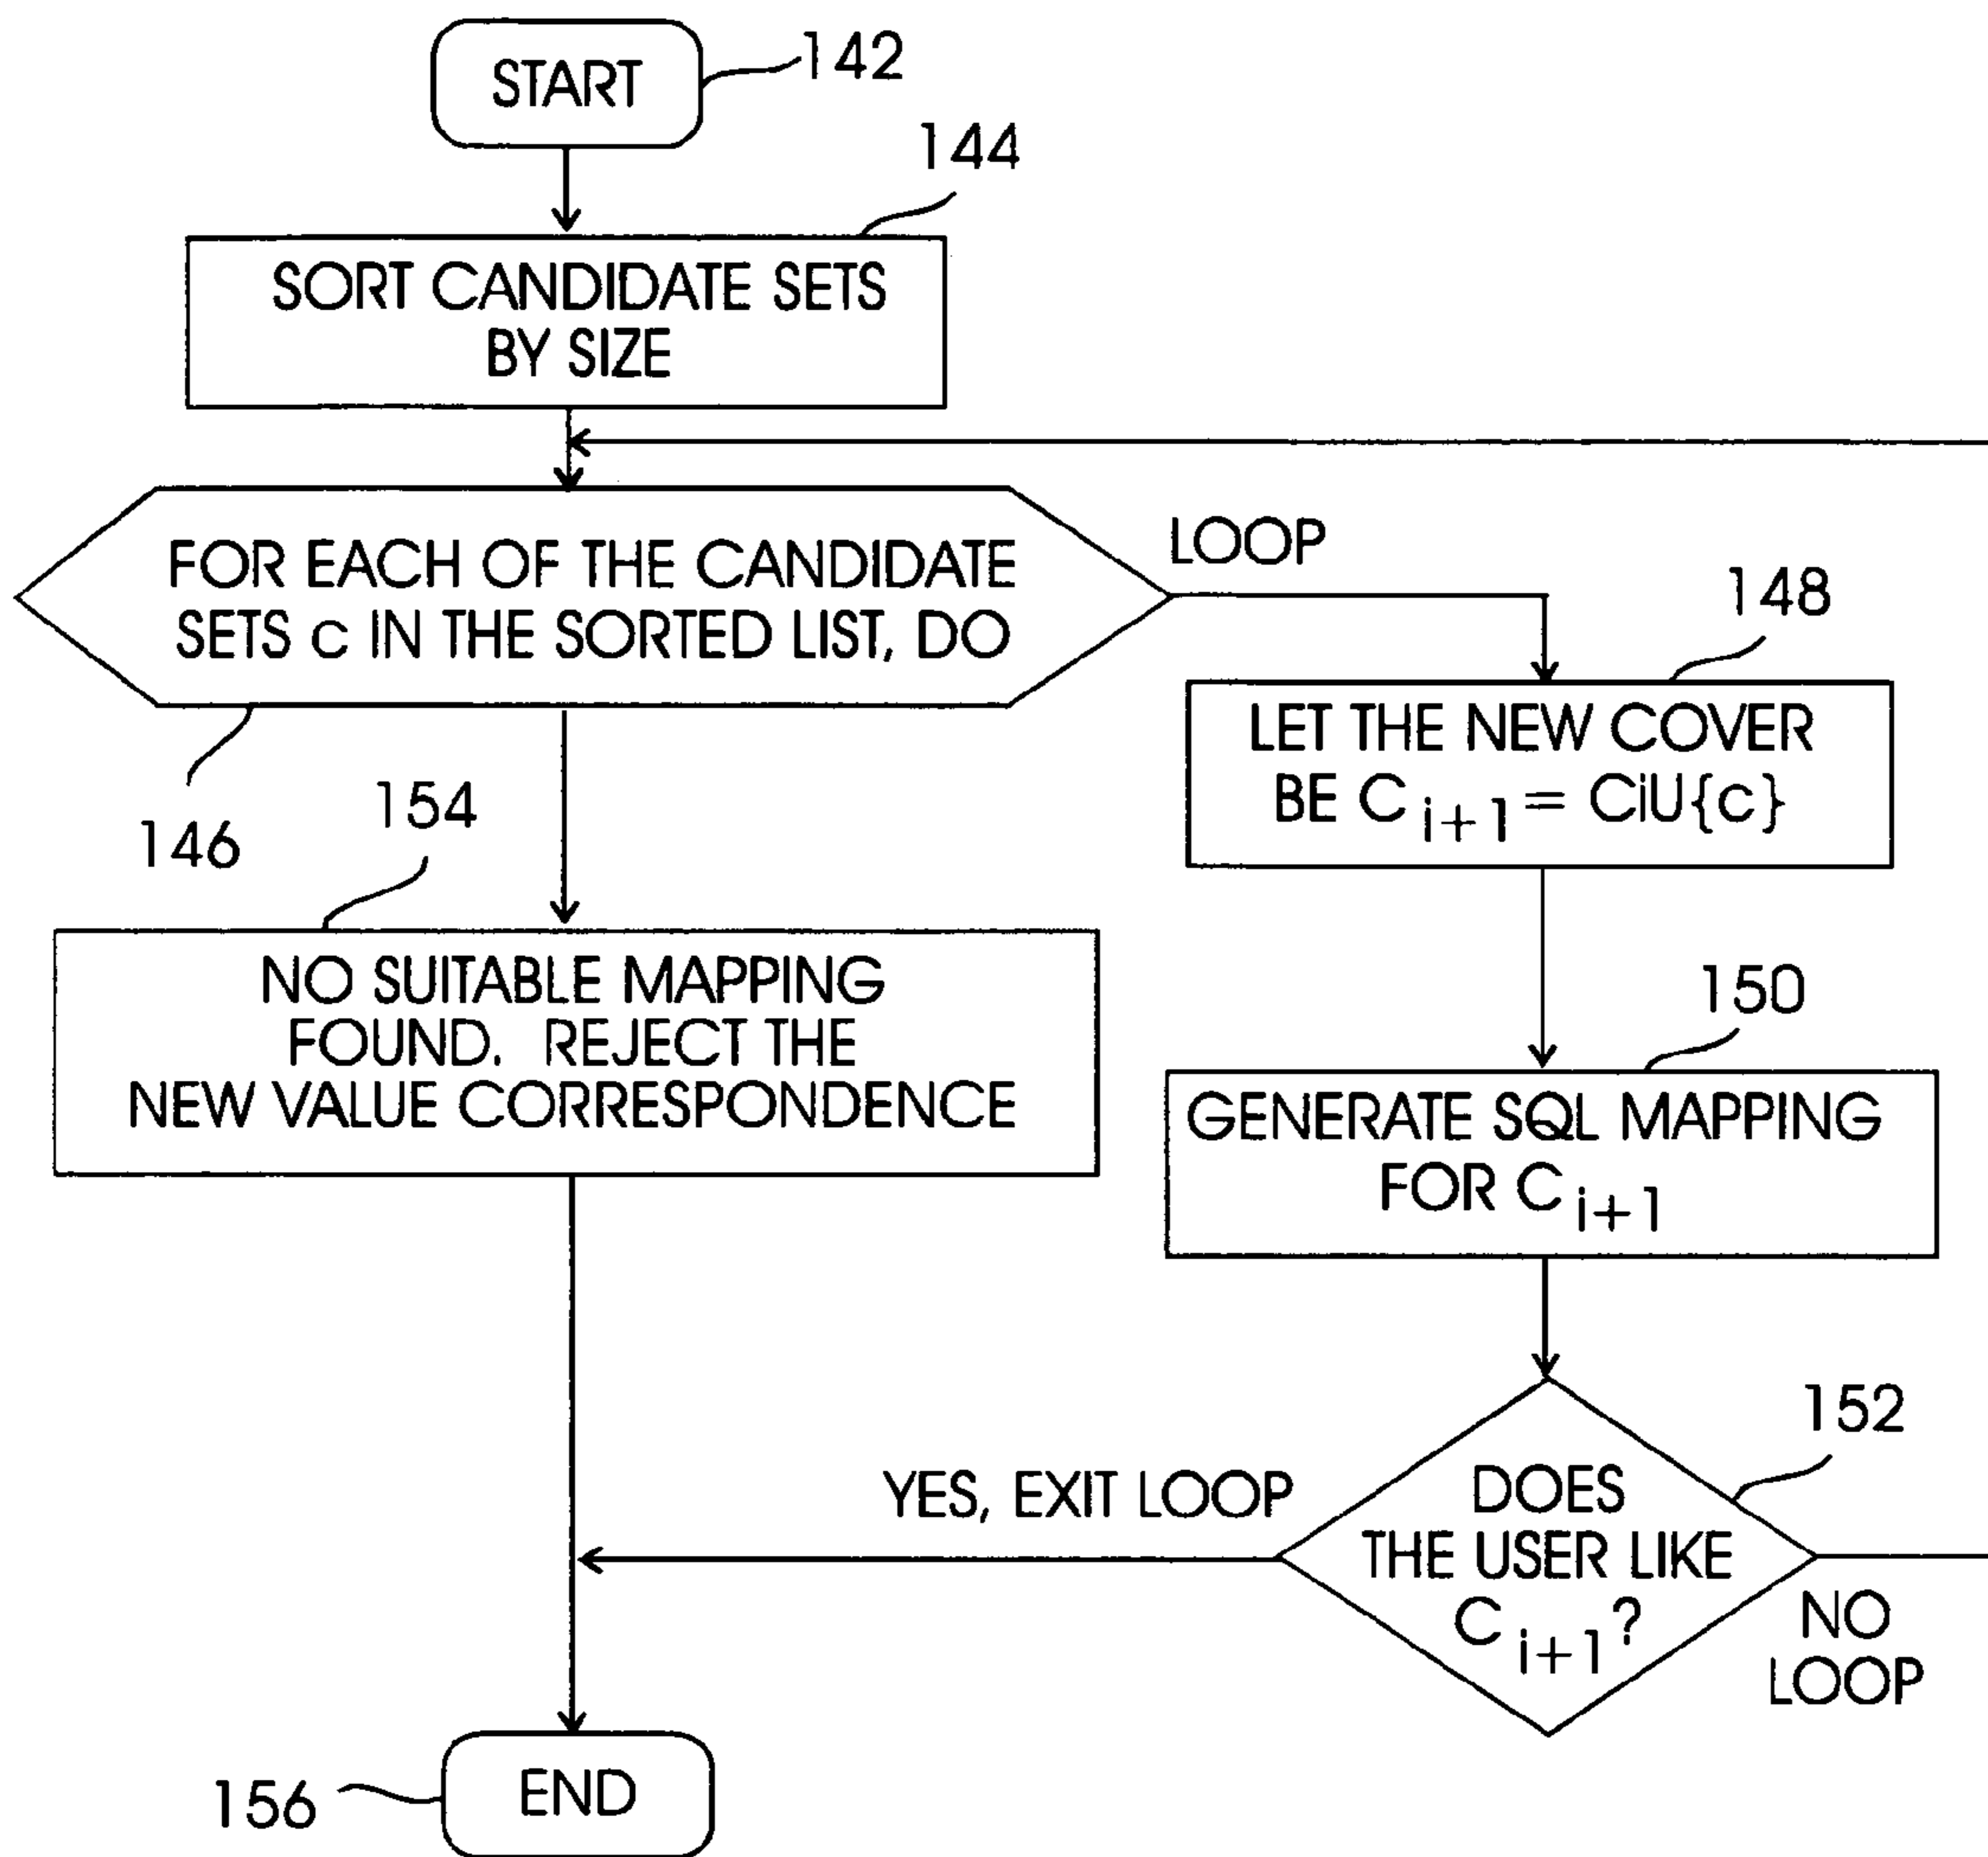 START
142
144
SORT CANDIDATE SETS
BY SIZE
FOR EACH OF THE CANDIDATE
SETS c IN THE SORTED LIST, DO
LOOP
146
148
LET THE NEW COVER
BE C i+1 = CiU{c}
154
NO SUITABLE MAPPING
FOUND. REJECT THE
NEW VALUE CORRESPONDENCE
150
GENERATE SQL MAPPING
FOR C i+1
152
DOES
THE USER LIKE
C i+1?
YES, EXIT LOOP
NO
LOOP
156
END